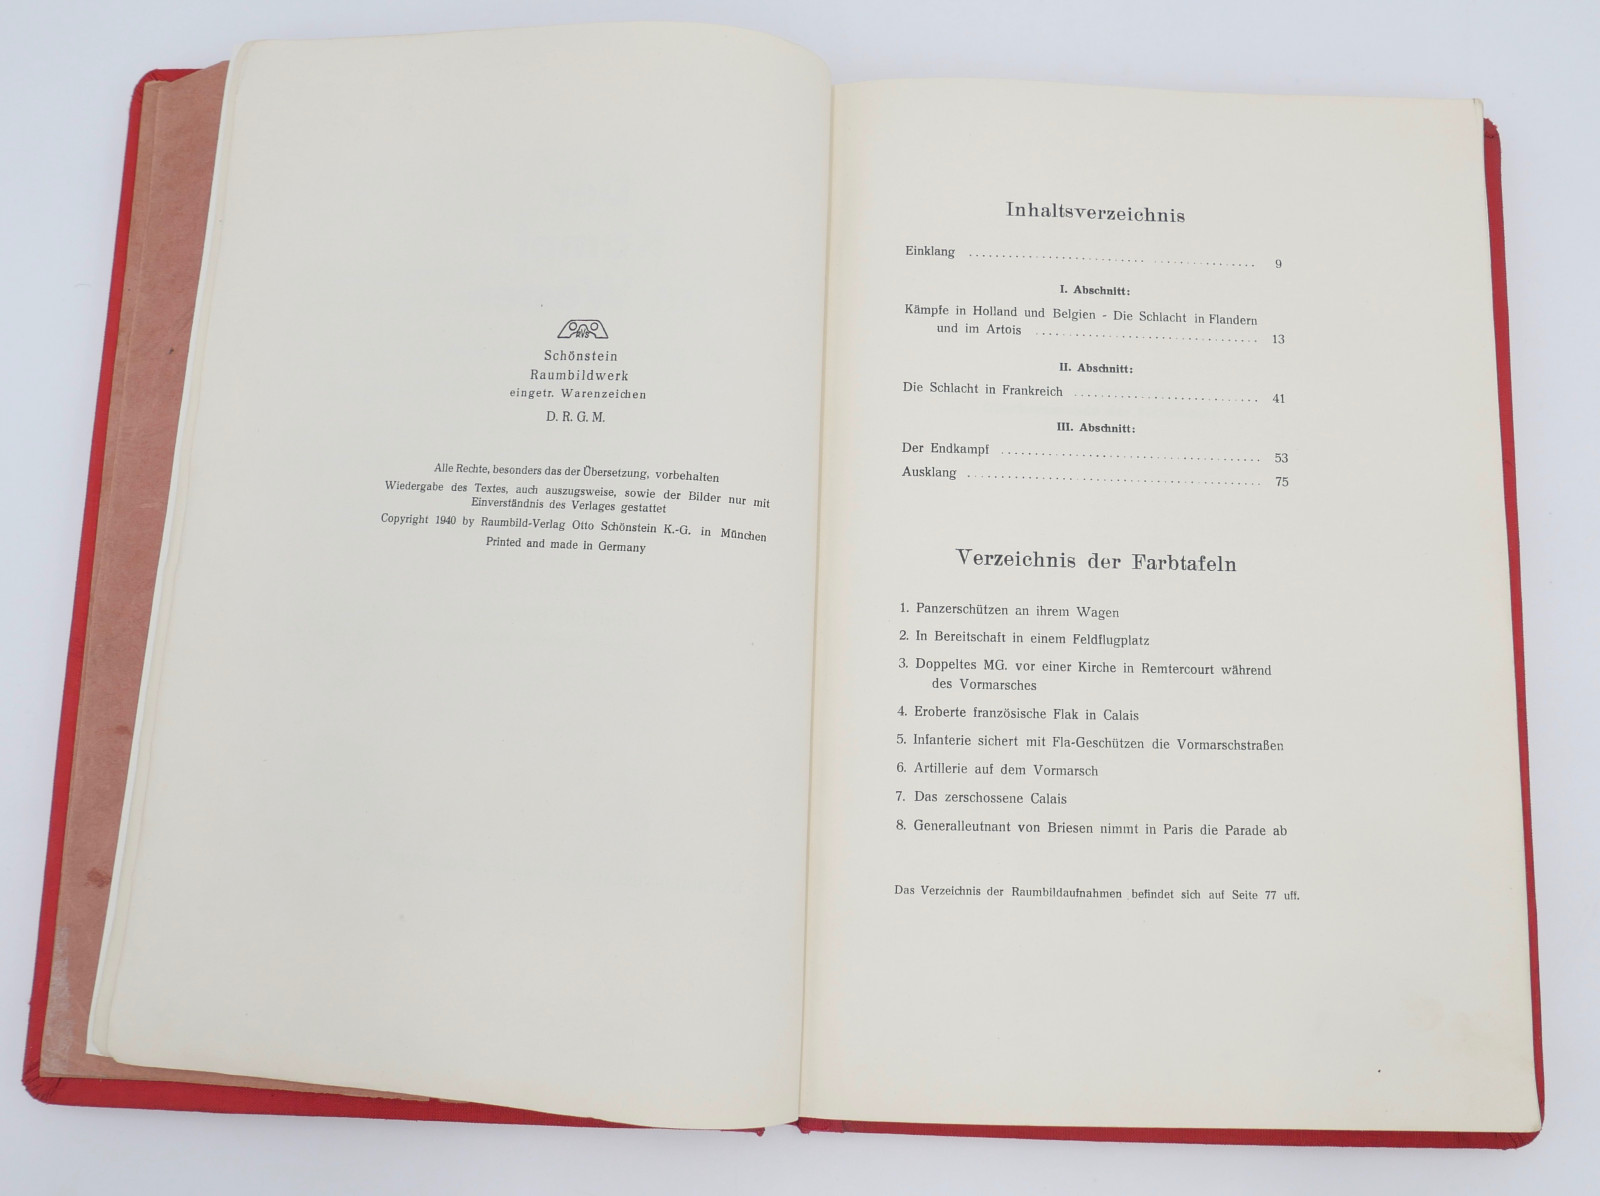 RVS
Schönstein
Raumbildwerk
eingetr. Warenzeichen
D. R. G. M.
Alle Rechte, besonders das der Übersetzung, vorbehalten
Wiedergabe des Textes, auch auszugsweise, sowie der Bilder nur mit
Einverständnis des Verlages gestattet
Copyright 1940 by Raumbild-Verlag Otto Schönstein K.-G. in München
Printed and made in Germany
Inhaltsverzeichnis
Einklang 9
I. Abschnitt:
Kämpfe in Holland und Belgien - Die Schlacht in Flandern
und im Artois 13
II. Abschnitt:
Die Schlacht in Frankreich 41
III. Abschnitt:
Der Endkampf 53
Ausklang 75
Verzeichnis der Farbtafeln
1. Panzerschützen an ihrem Wagen
2. In Bereitschaft in einem Feldflugplatz
3. Doppeltes MG. vor einer Kirche in Remtercourt während
des Vormarsches
4. Eroberte französische Flak in Calais
5. Infanterie sichert mit Fla-Geschützen die Vormarschstraßen
6. Artillerie auf dem Vormarsch
7. Das zerschossene Calais
8. Generalleutnant von Briesen nimmt in Paris die Parade ab
Das Verzeichnis der Raumbildaufnahmen befindet sich auf Seite 77 uff.